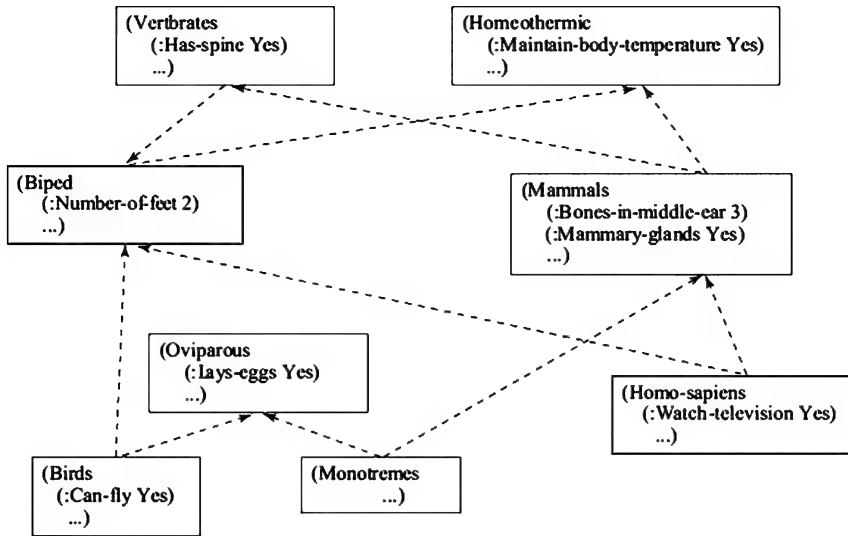 (Vertbrates
(:Has-spine Yes)
...)
(Homeothermic
(:Maintain-body-temperature Yes)
...)
(Biped
(:Number-of-feet 2)
...)
(Mammals
(:Bones-in-middle-ear 3)
(:Mammary-glands Yes)
...)
(Oviparous
(:Lays-eggs Yes)
...)
(Homo-sapiens
(:Watch-television Yes)
...)
(Birds
(:Can-fly Yes)
...)
(Monotremes
...)